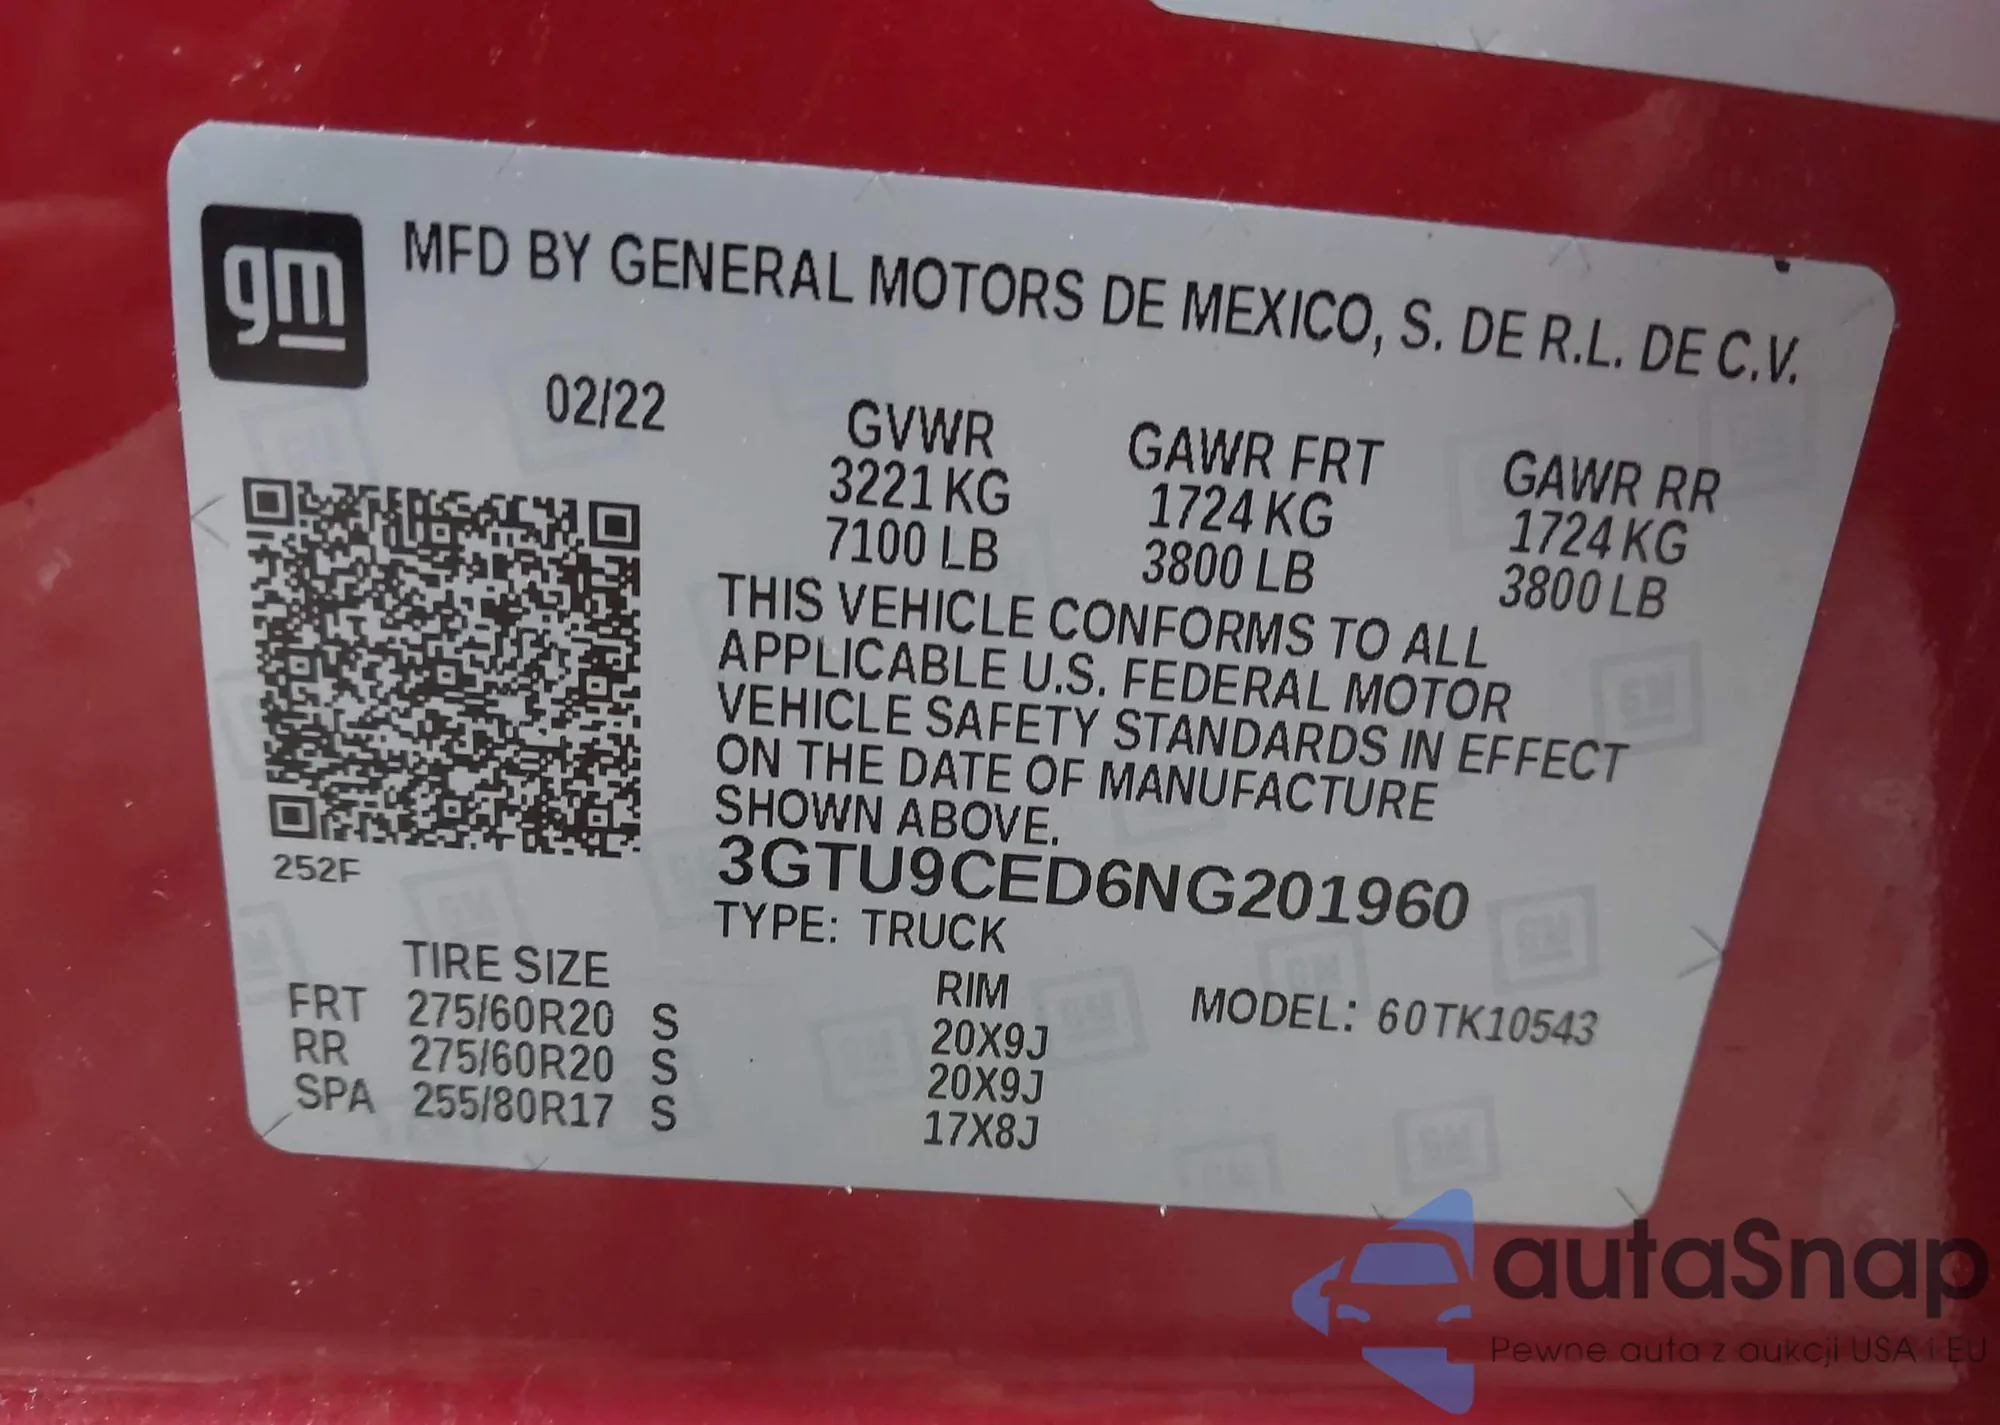 gm
MFD BY GENERAL MOTORS DE MEXICO, S. DE R.L. DE C.V.
02/22
GVWR GAWR FRT GAWR RR
3221 KG 1724 KG 1724 KG
7100 LB 3800 LB 3800 LB
THIS VEHICLE CONFORMS TO ALL
APPLICABLE U.S. FEDERAL MOTOR
VEHICLE SAFETY STANDARDS IN EFFECT
ON THE DATE OF MANUFACTURE
SHOWN ABOVE.
252F
3GTU9CED6NG201960
TYPE: TRUCK
TIRE SIZE RIM MODEL: 60TK10543
FRT 275/60R20 S 20X9J
RR 275/60R20 S 20X9J
SPA 255/80R17 S 17X8J
autaSnap
Pewne auta z aukcji USA i EU